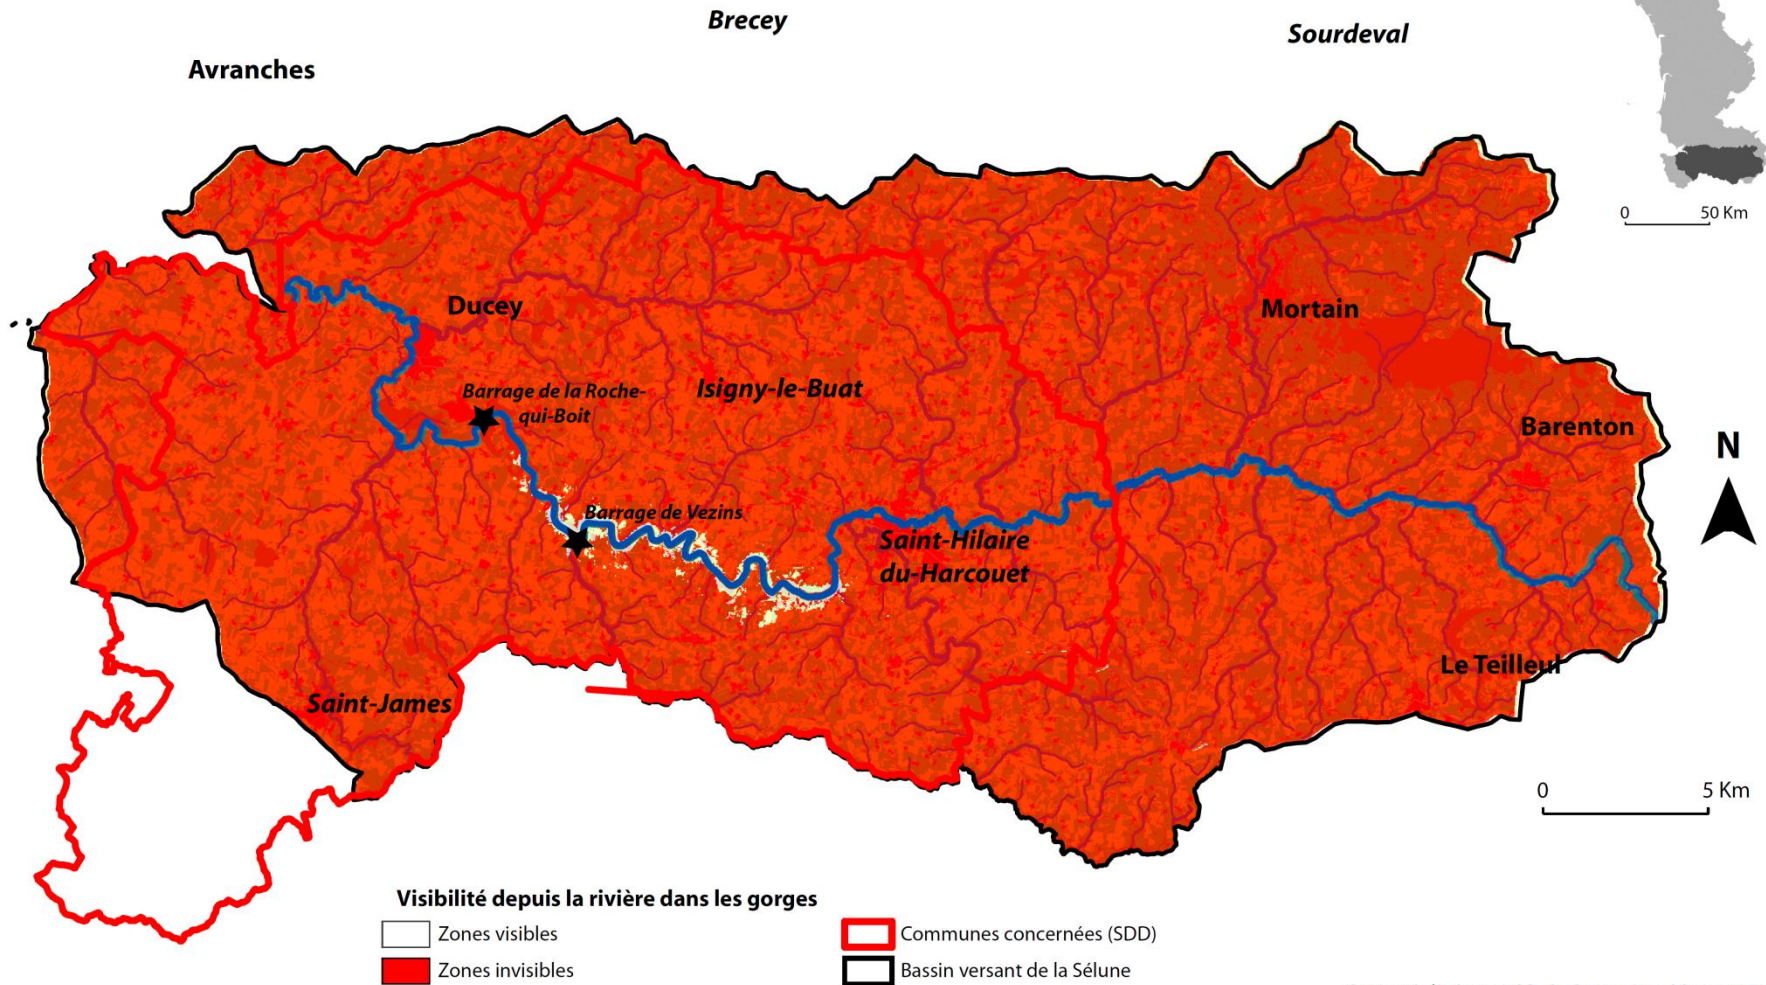 Brecey
Sourdeval
Avranches
0 50 Km
Ducey
Mortain
Barrage de la Roche-
qui-Boit
Isigny-le-Buat
Barenton
N
Barrage de Vezins
Saint-Hilaire
du-Harcouet
Le Teilleul
Saint-James
0 5 Km
Visibilité depuis la rivière dans les gorges
Zones visibles
Communes concernées (SDD)
Zones invisibles
Bassin versant de la Sélune